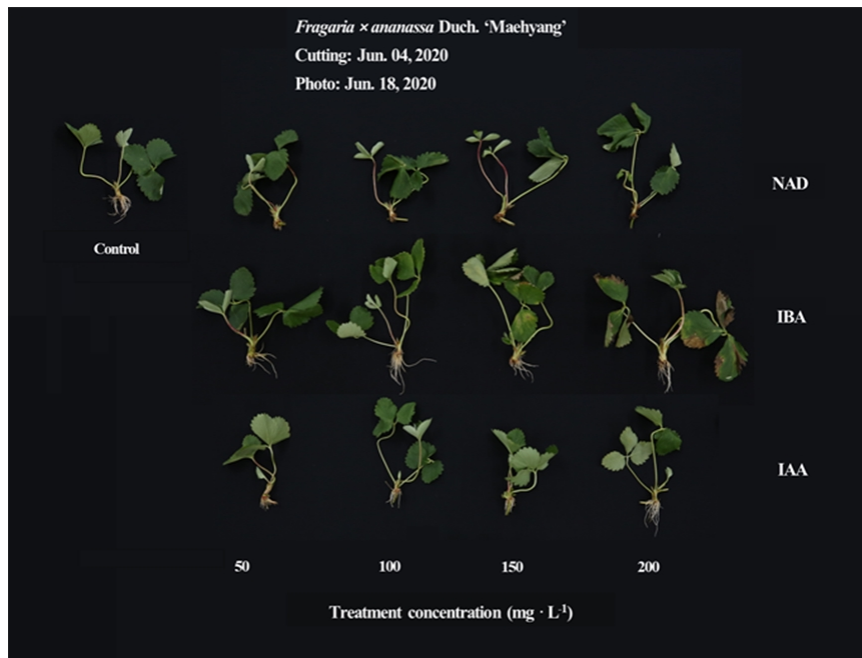 Fragaria × ananassa Duch. ‘Maehyang’
Cutting: Jun. 04, 2020
Photo: Jun. 18, 2020
NAD
Control
IBA
IAA
50 100 150 200
Treatment concentration (mg · L-1)